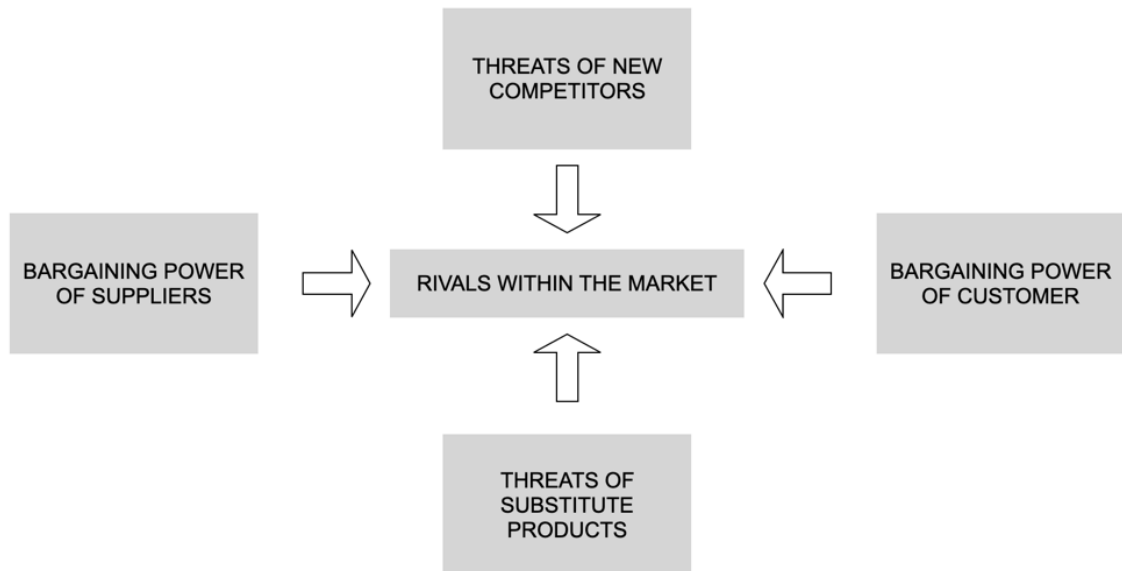 THREATS OF NEW
COMPETITORS
BARGAINING POWER
OF SUPPLIERS
RIVALS WITHIN THE MARKET
BARGAINING POWER
OF CUSTOMER
THREATS OF
SUBSTITUTE
PRODUCTS